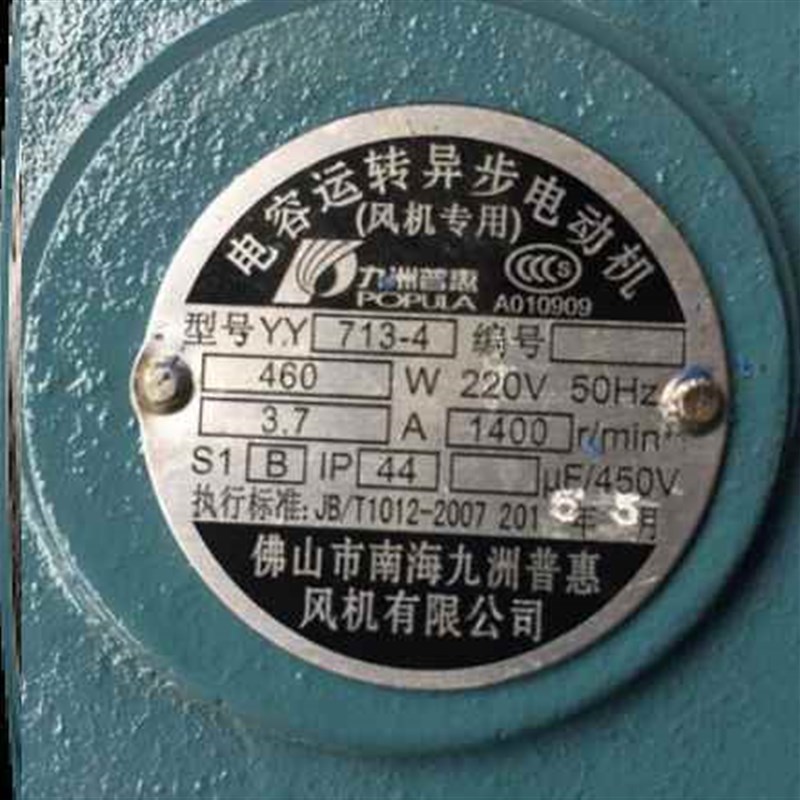 电容运转异步电动机
(风机专用)
九洲普惠 CCC S
POPULA A010909
型号 YY 713-4 编号
460 W 220V 50Hz
3.7 A 1400 r/min
S1 B IP 44 μF/450V
执行标准: JB/T1012-2007 201 年 5 月
佛山市南海九洲普惠
风机有限公司